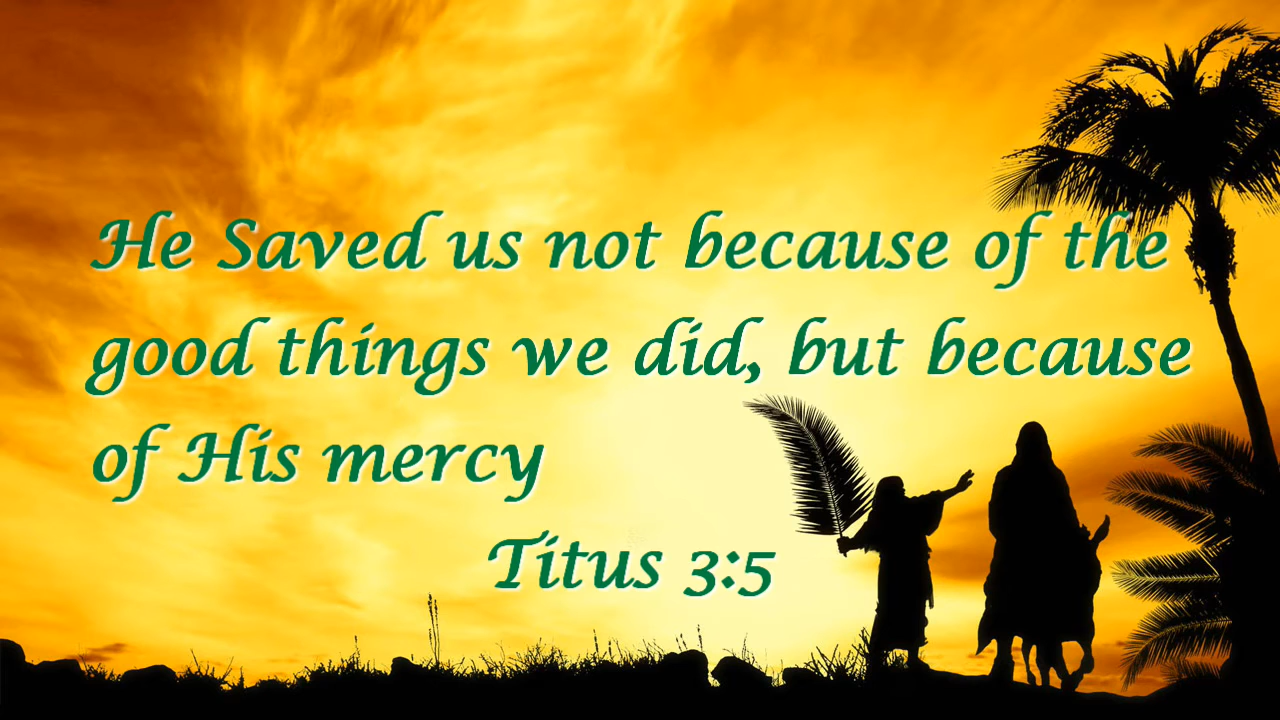 He Saved us not because of the
good things we did, but because
of His mercy
Titus 3:5